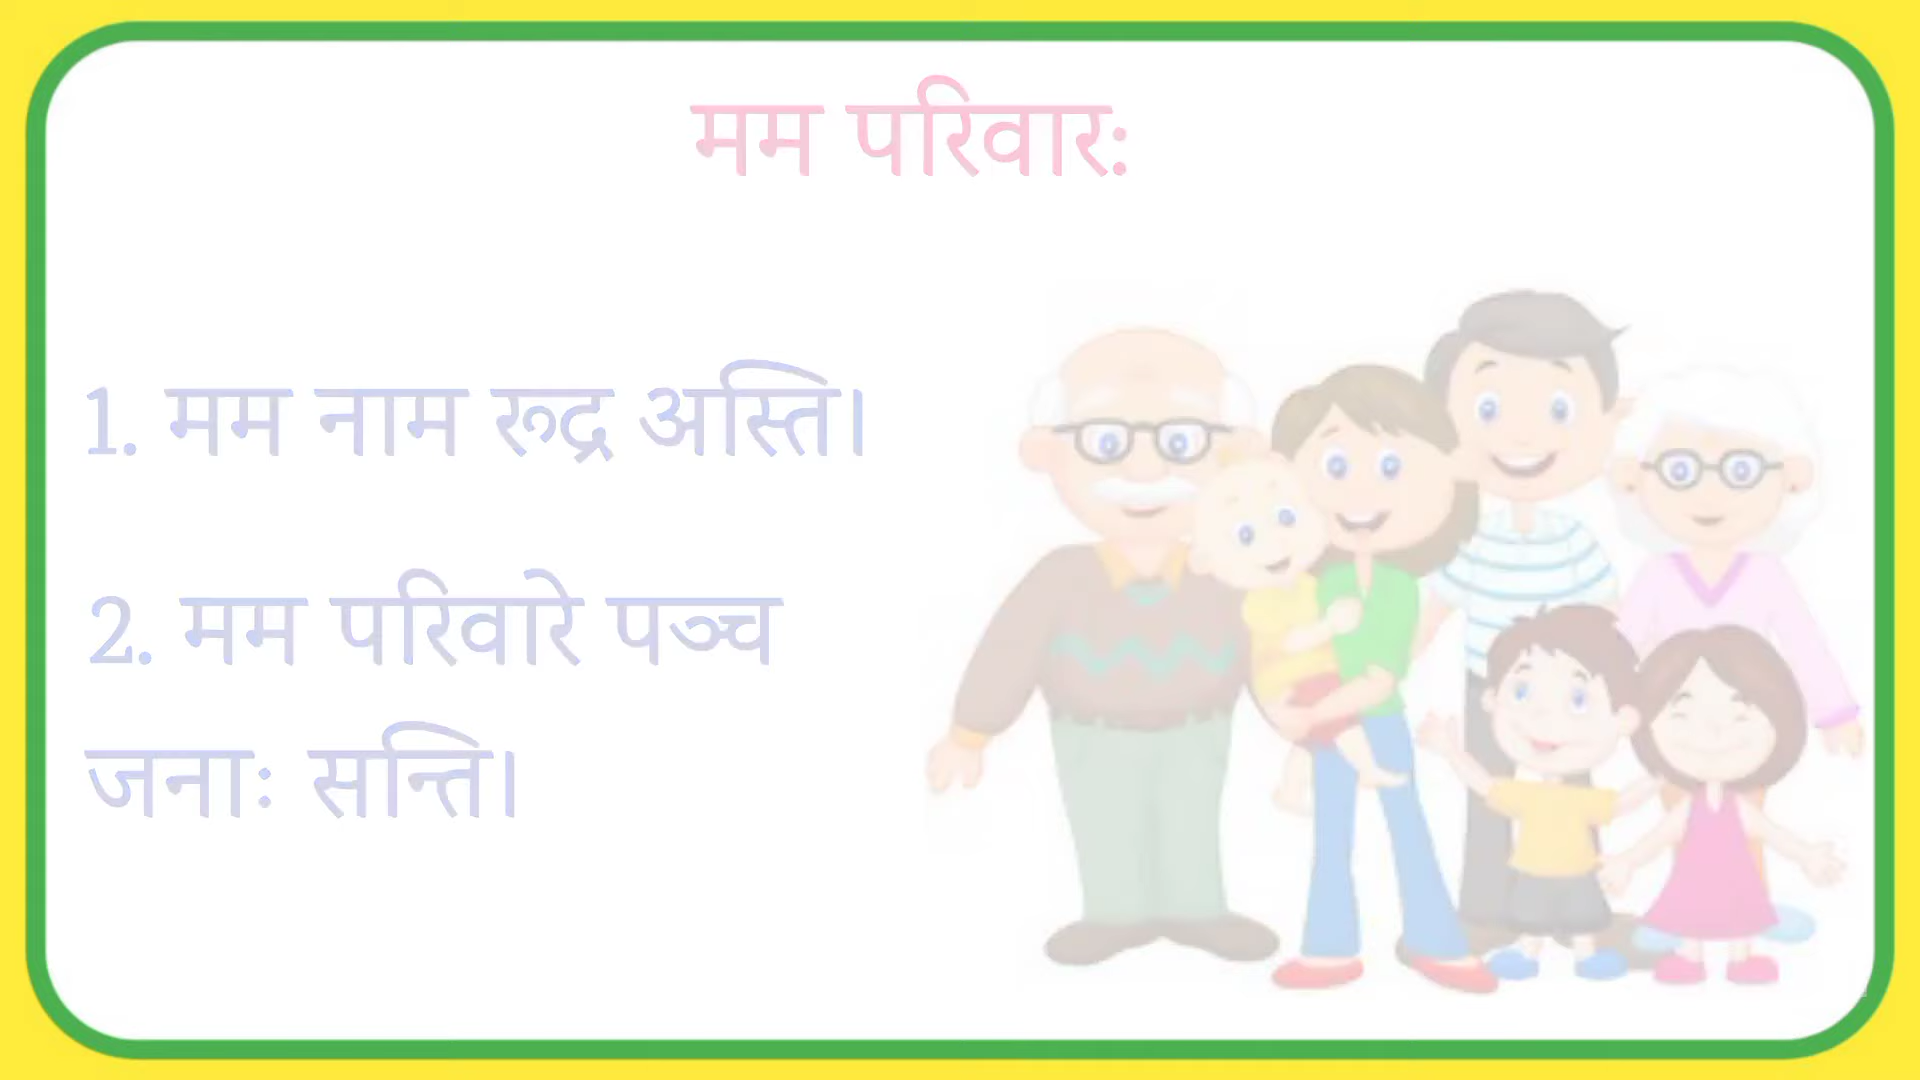 मम परिवार:
1. मम नाम रूद्र अस्ति।
2. मम परिवारे पञ्च
जनाः सन्ति।